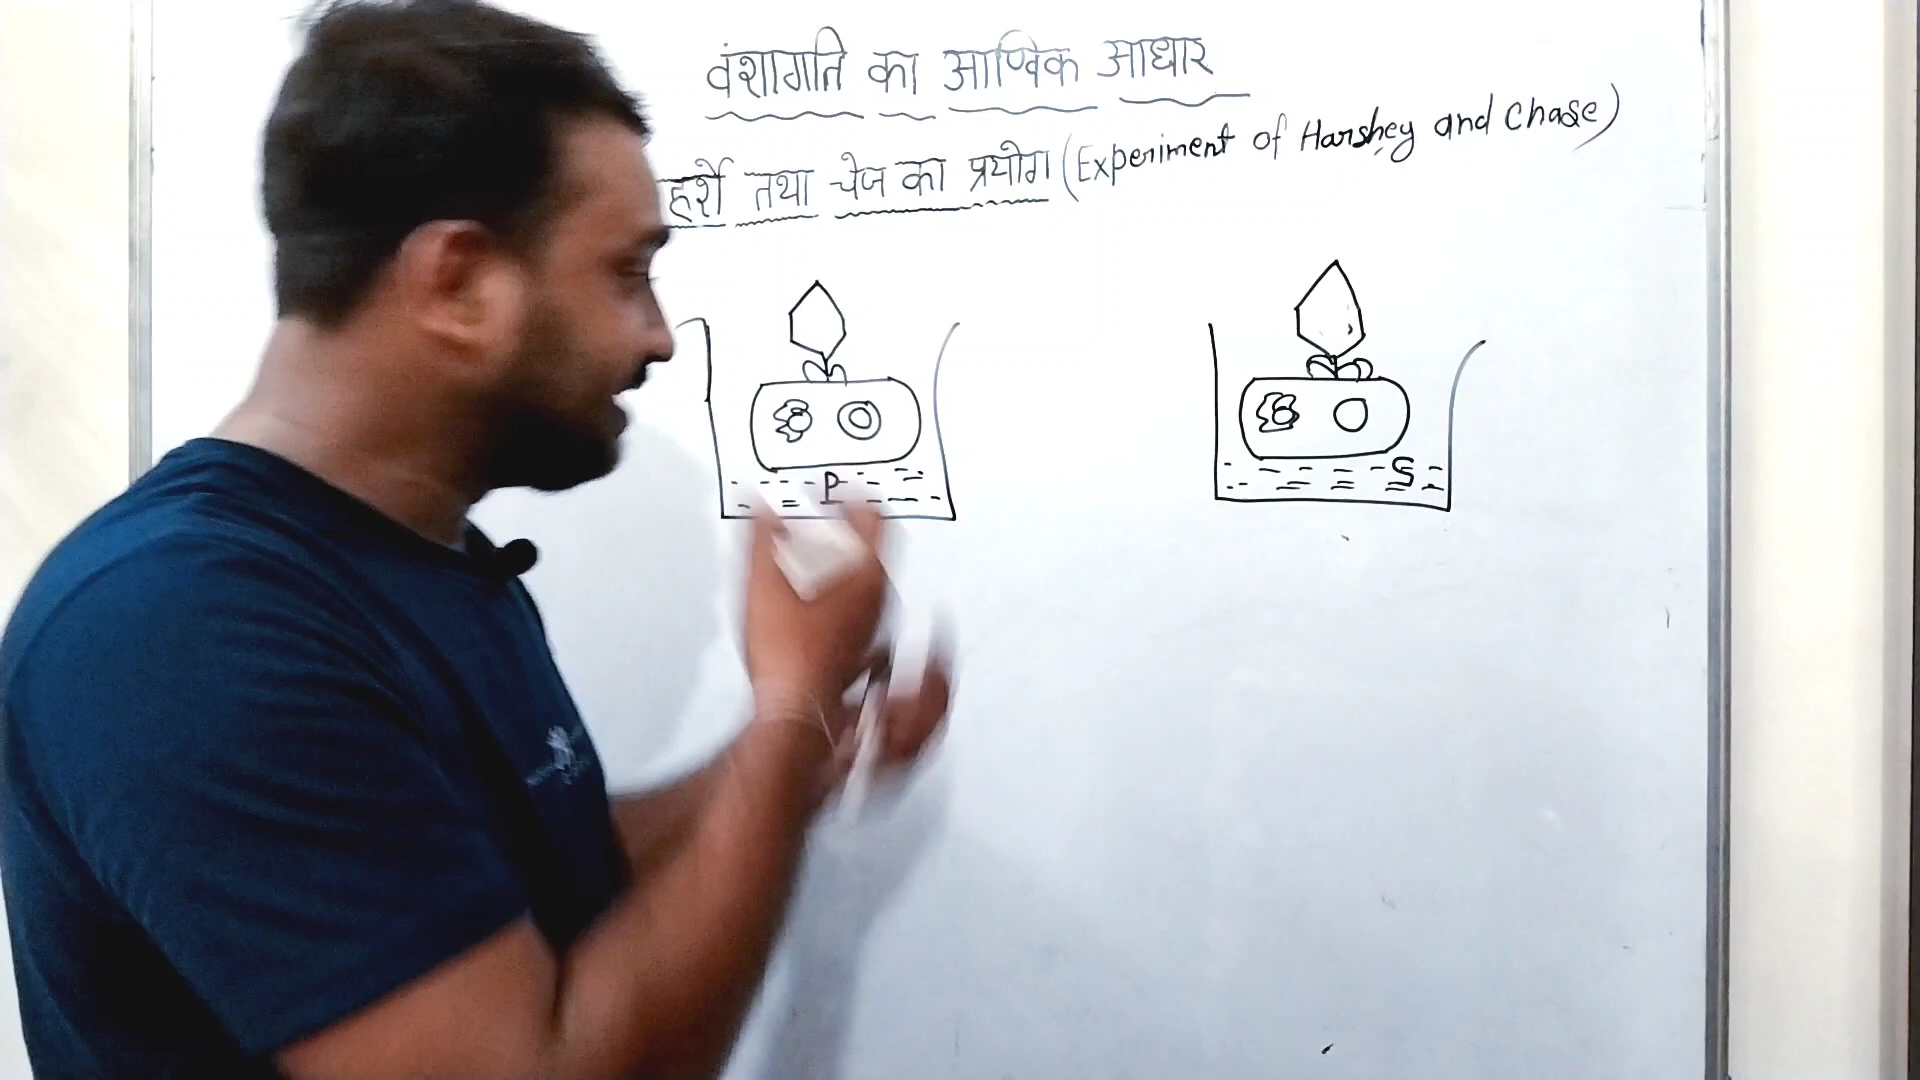 वंशागति का आण्विक आधार
हर्शे तथा चेज का प्रयोग (Experiment of Harshey and Chase)
P
S